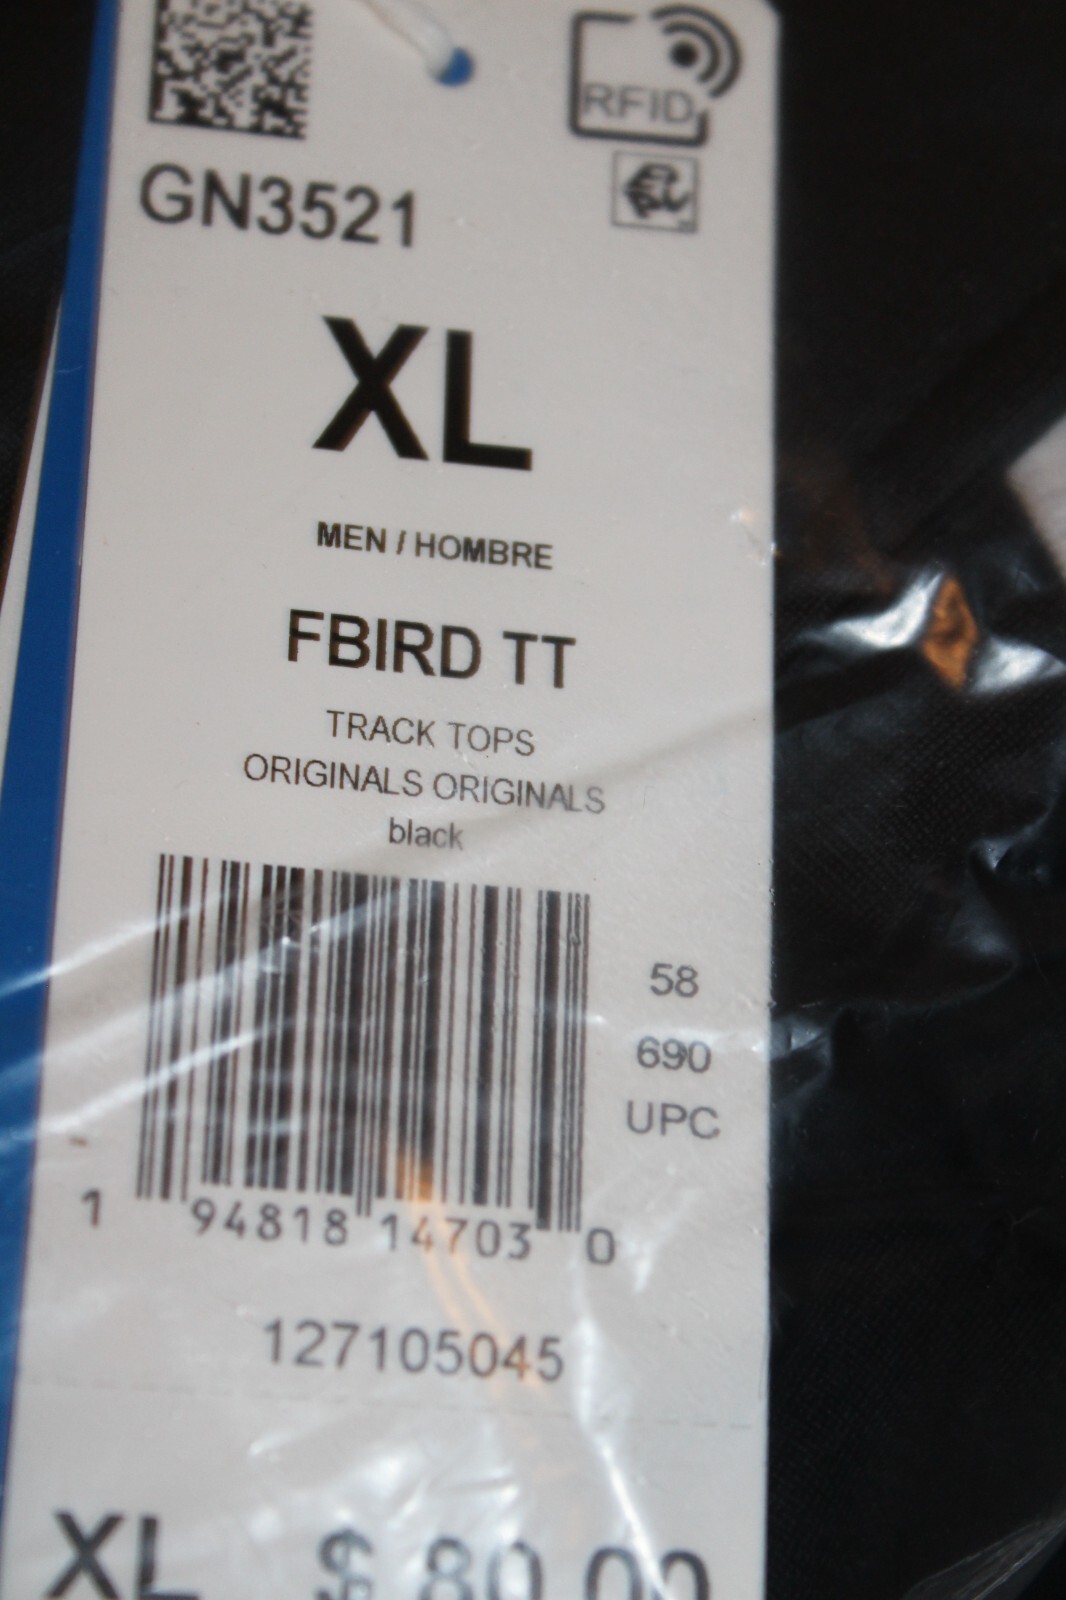 RFID
GN3521
XL
MEN / HOMBRE
FBIRD TT
TRACK TOPS
ORIGINALS ORIGINALS
black
58
690
UPC
1 94818 14703 0
127105045
XL $ 80.00